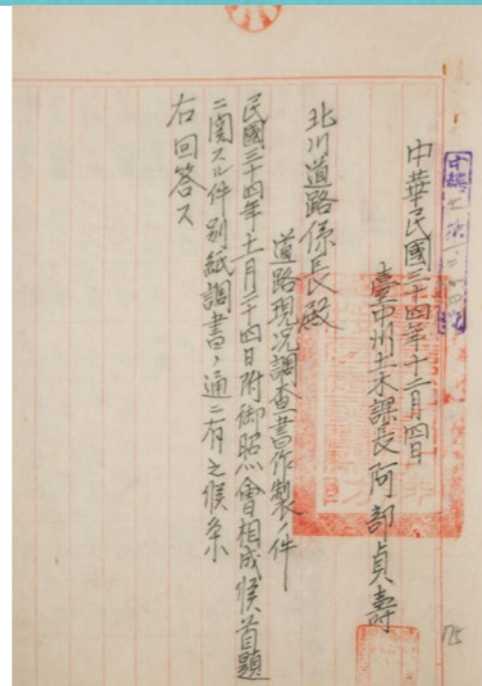 中華民國三十四年十二月四日
臺中州土木課長阿部貞壽
北川道路係長殿
道路現況調査書作製ノ件
民國三十四年十一月二十四日附御照會相成候首題
ニ関スル件別紙調書ノ通ニ有之候条
右回答ス
175